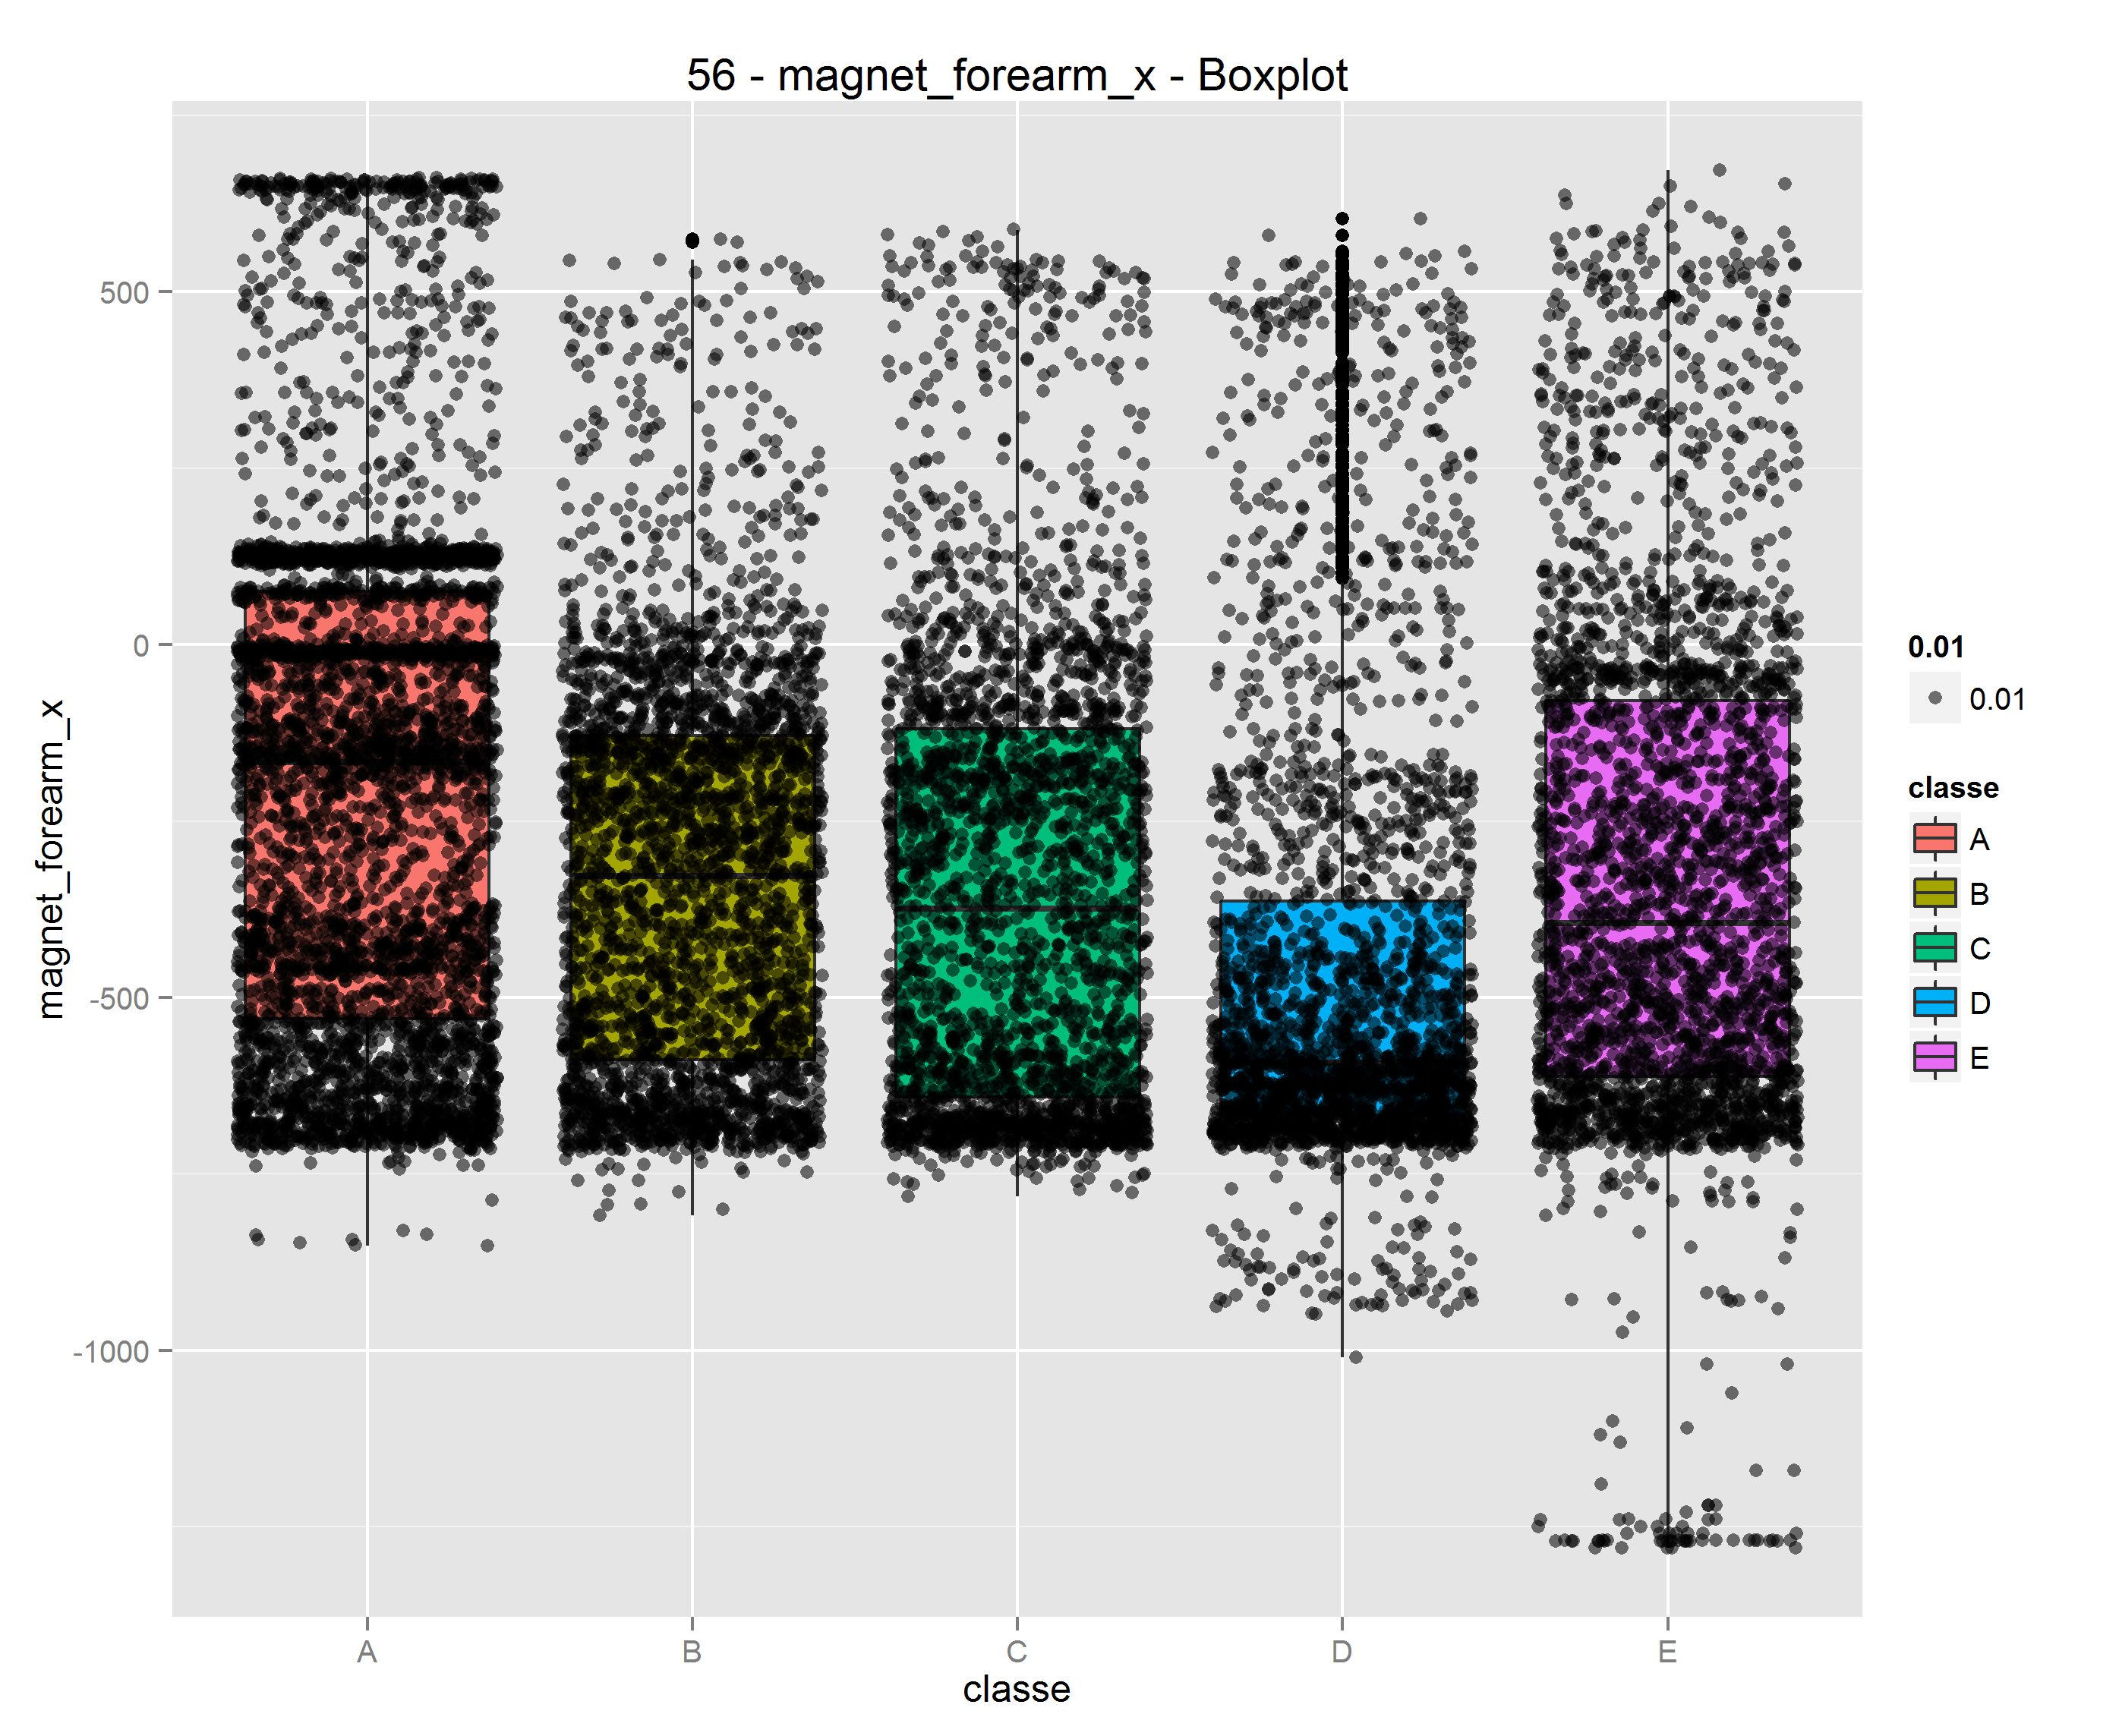 56 - magnet_forearm_x - Boxplot
magnet_forearm_x
500
0
-500
-1000
A B C D E
classe
0.01
0.01
classe
A
B
C
D
E